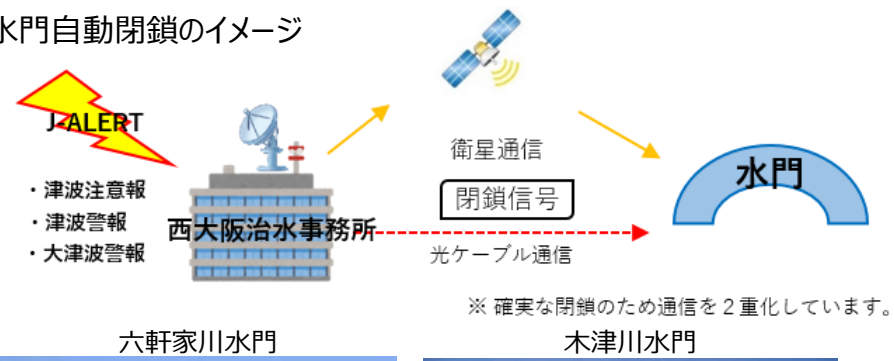 水門自動閉鎖のイメージ
J-ALERT
・津波注意報
・津波警報
・大津波警報
西大阪治水事務所
衛星通信
閉鎖信号
光ケーブル通信
水門
※ 確実な閉鎖のため通信を２重化しています。
六軒家川水門
木津川水門